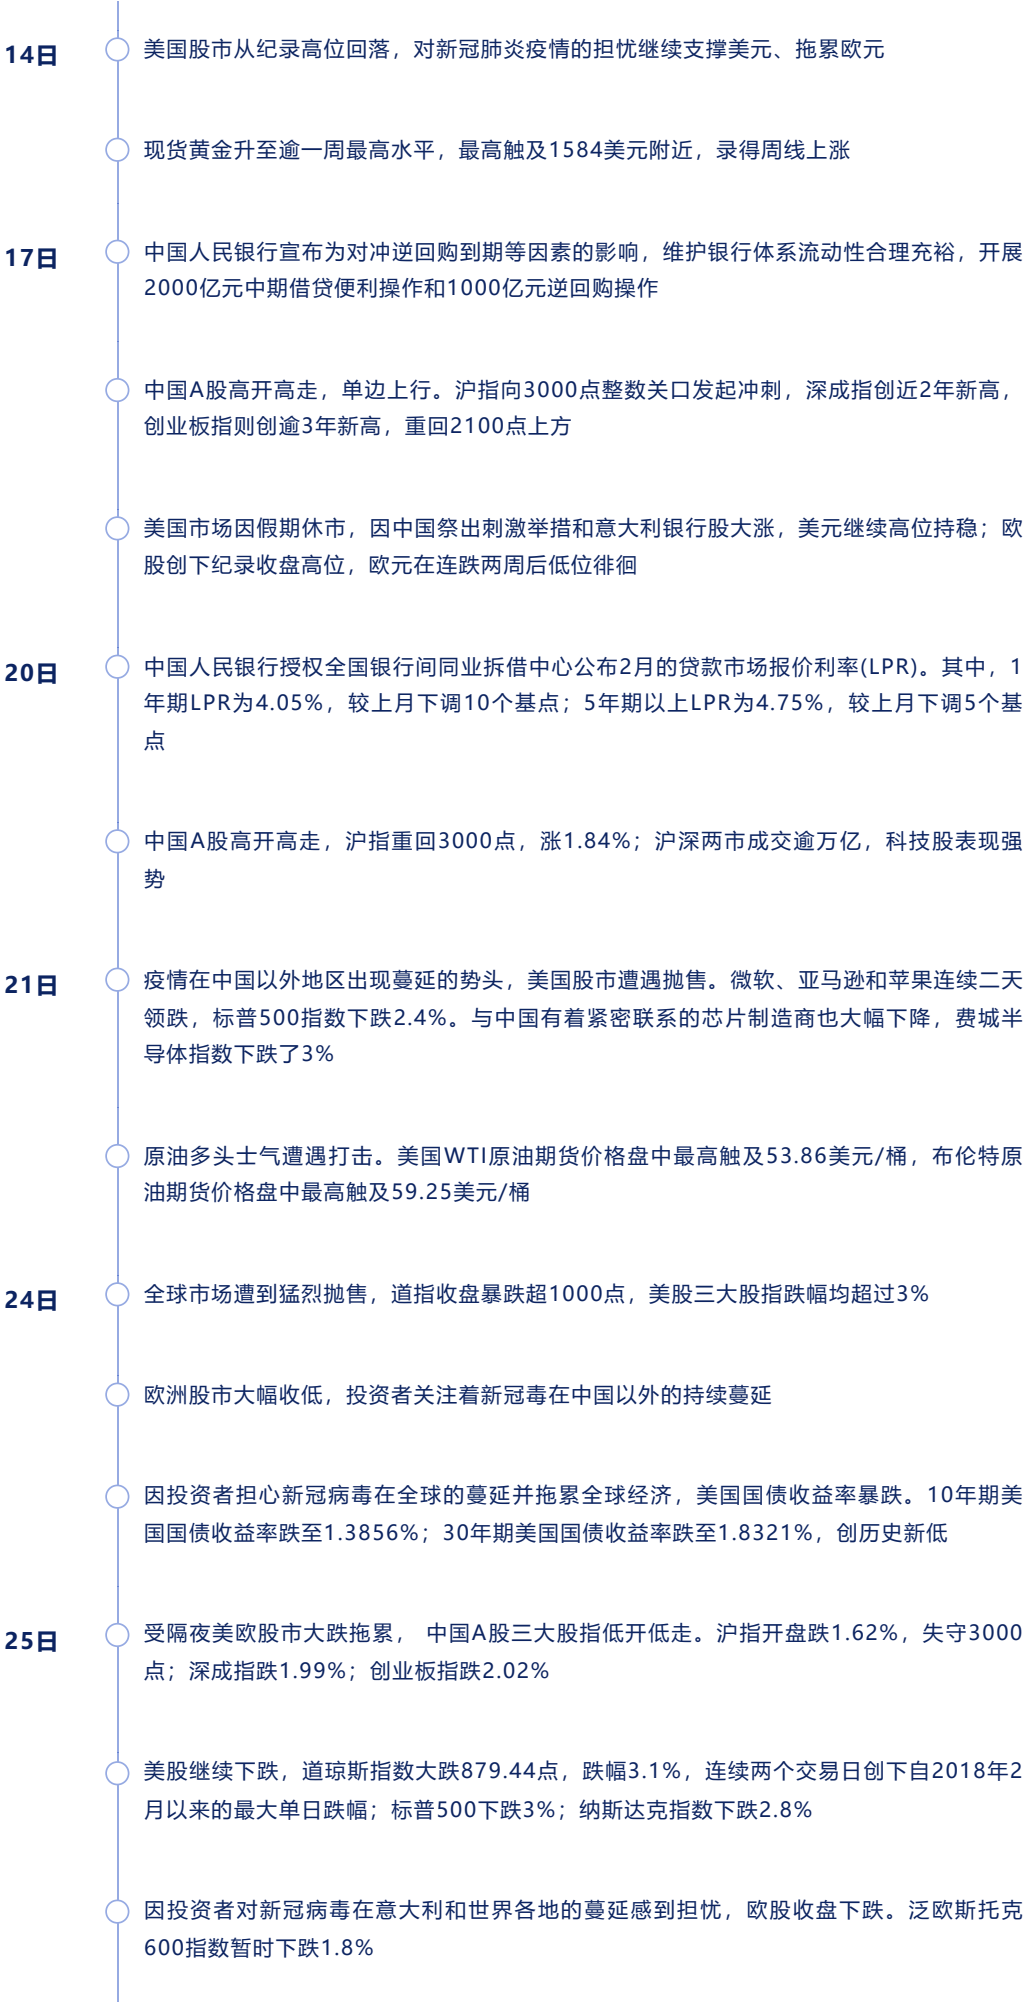 14日
美国股市从纪录高位回落，对新冠肺炎疫情的担忧继续支撑美元、拖累欧元
现货黄金升至逾一周最高水平，最高触及1584美元附近，录得周线上涨
17日
中国人民银行宣布为对冲逆回购到期等因素的影响，维护银行体系流动性合理充裕，开展
2000亿元中期借贷便利操作和1000亿元逆回购操作
中国A股高开高走，单边上行。沪指向3000点整数关口发起冲刺，深成指创近2年新高，
创业板指则创逾3年新高，重回2100点上方
美国市场因假期休市，因中国祭出刺激举措和意大利银行股大涨，美元继续高位持稳；欧
股创下纪录收盘高位，欧元在连跌两周后低位徘徊
20日
中国人民银行授权全国银行间同业拆借中心公布2月的贷款市场报价利率(LPR)。其中，1
年期LPR为4.05%，较上月下调10个基点；5年期以上LPR为4.75%，较上月下调5个基
点
中国A股高开高走，沪指重回3000点，涨1.84%；沪深两市成交逾万亿，科技股表现强
势
21日
疫情在中国以外地区出现蔓延的势头，美国股市遭遇抛售。微软、亚马逊和苹果连续二天
领跌，标普500指数下跌2.4%。与中国有着紧密联系的芯片制造商也大幅下降，费城半
导体指数下跌了3%
原油多头士气遭遇打击。美国WTI原油期货价格盘中最高触及53.86美元/桶，布伦特原
油期货价格盘中最高触及59.25美元/桶
24日
全球市场遭到猛烈抛售，道指收盘暴跌超1000点，美股三大股指跌幅均超过3%
欧洲股市大幅收低，投资者关注着新冠毒在中国以外的持续蔓延
因投资者担心新冠病毒在全球的蔓延并拖累全球经济，美国国债收益率暴跌。10年期美
国国债收益率跌至1.3856%；30年期美国国债收益率跌至1.8321%，创历史新低
25日
受隔夜美欧股市大跌拖累， 中国A股三大股指低开低走。沪指开盘跌1.62%，失守3000
点；深成指跌1.99%；创业板指跌2.02%
美股继续下跌，道琼斯指数大跌879.44点，跌幅3.1%，连续两个交易日创下自2018年2
月以来的最大单日跌幅；标普500下跌3%；纳斯达克指数下跌2.8%
因投资者对新冠病毒在意大利和世界各地的蔓延感到担忧，欧股收盘下跌。泛欧斯托克
600指数暂时下跌1.8%